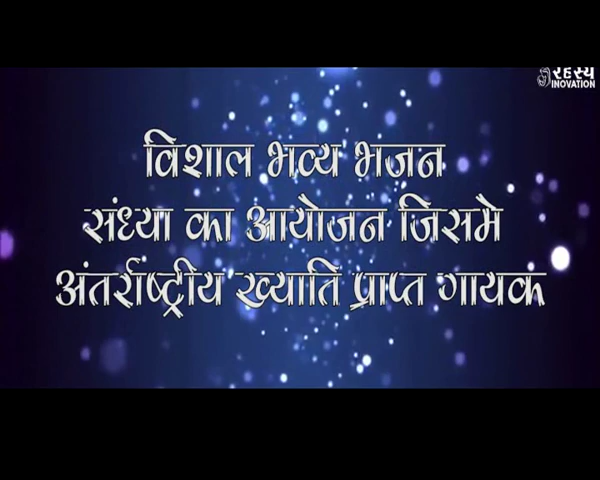 रहस्य
INOVATION
विशाल भव्य भजन
संध्या का आयोजन जिसमे
अंतर्राष्ट्रीय ख्याति प्राप्त गायक